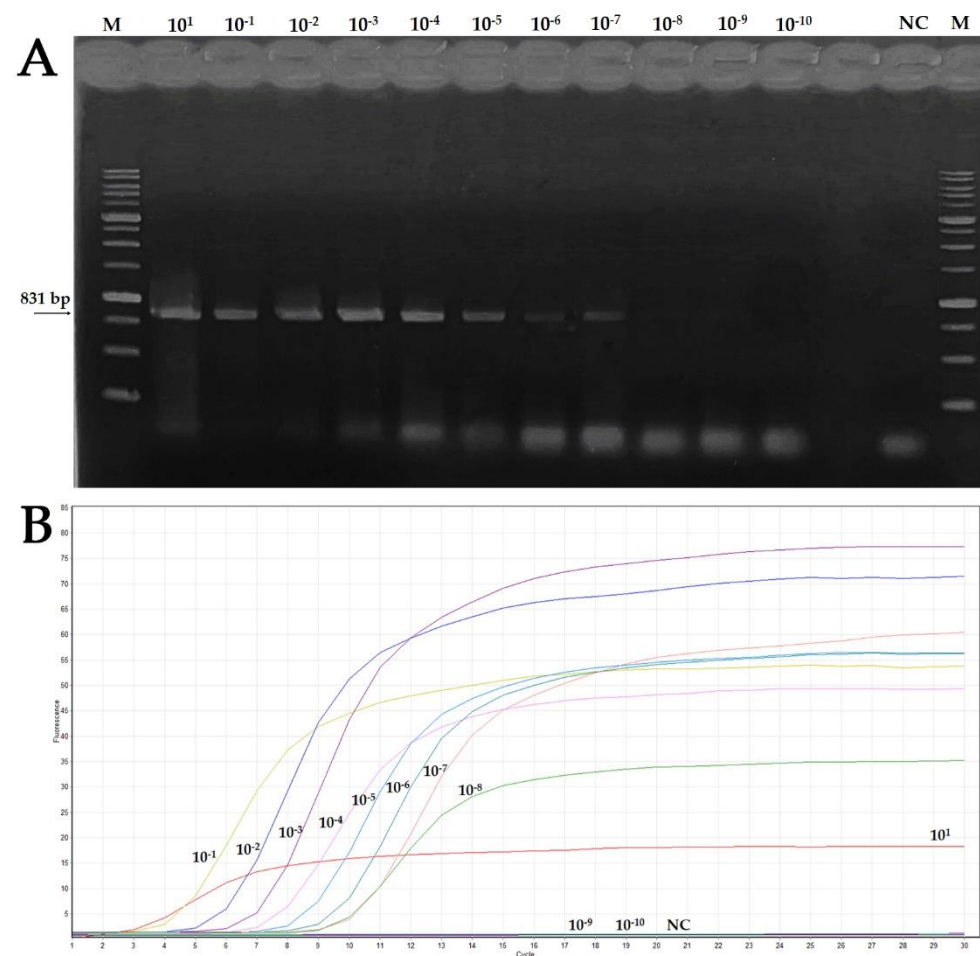 M 10¹ 10⁻¹ 10⁻² 10⁻³ 10⁻⁴ 10⁻⁵ 10⁻⁶ 10⁻⁷ 10⁻⁸ 10⁻⁹ 10⁻¹⁰ NC M
A
831 bp
B
85
80
75
70
65
60
55
50
45
40
35
30
25
20
15
10
5
Fluorescence
10⁻¹ 10⁻² 10⁻³ 10⁻⁴ 10⁻⁵ 10⁻⁶ 10⁻⁷ 10⁻⁸ 10¹
10⁻⁹ 10⁻¹⁰ NC
1 2 3 4 5 6 7 8 9 10 11 12 13 14 15 16 17 18 19 20 21 22 23 24 25 26 27 28 29 30
Cycle